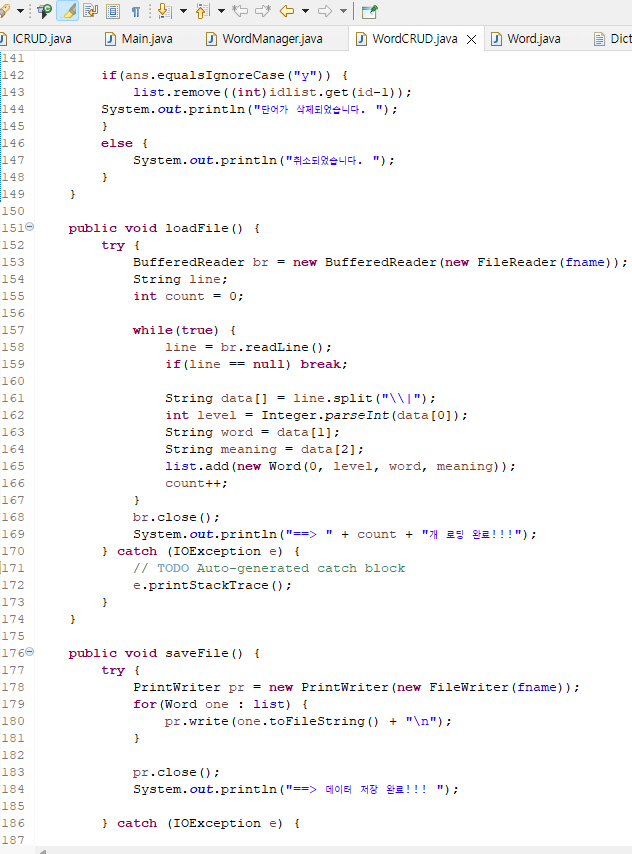 ICRUD.java Main.java WordManager.java WordCRUD.java Word.java Dict
141
142 if(ans.equalsIgnoreCase("y")) {
143 list.remove((int)idlist.get(id-1));
144 System.out.println("단어가 삭제되었습니다. ");
145 }
146 else {
147 System.out.println("취소되었습니다. ");
148 }
149 }
150
151 public void loadFile() {
152 try {
153 BufferedReader br = new BufferedReader(new FileReader(fname));
154 String line;
155 int count = 0;
156
157 while(true) {
158 line = br.readLine();
159 if(line == null) break;
160
161 String data[] = line.split("\\|");
162 int level = Integer.parseInt(data[0]);
163 String word = data[1];
164 String meaning = data[2];
165 list.add(new Word(0, level, word, meaning));
166 count++;
167 }
168 br.close();
169 System.out.println("==> " + count + "개 로딩 완료!!!");
170 } catch (IOException e) {
171 // TODO Auto-generated catch block
172 e.printStackTrace();
173 }
174 }
175
176 public void saveFile() {
177 try {
178 PrintWriter pr = new PrintWriter(new FileWriter(fname));
179 for(Word one : list) {
180 pr.write(one.toFileString() + "\n");
181 }
182
183 pr.close();
184 System.out.println("==> 데이터 저장 완료!!! ");
185
186 } catch (IOException e) {
187